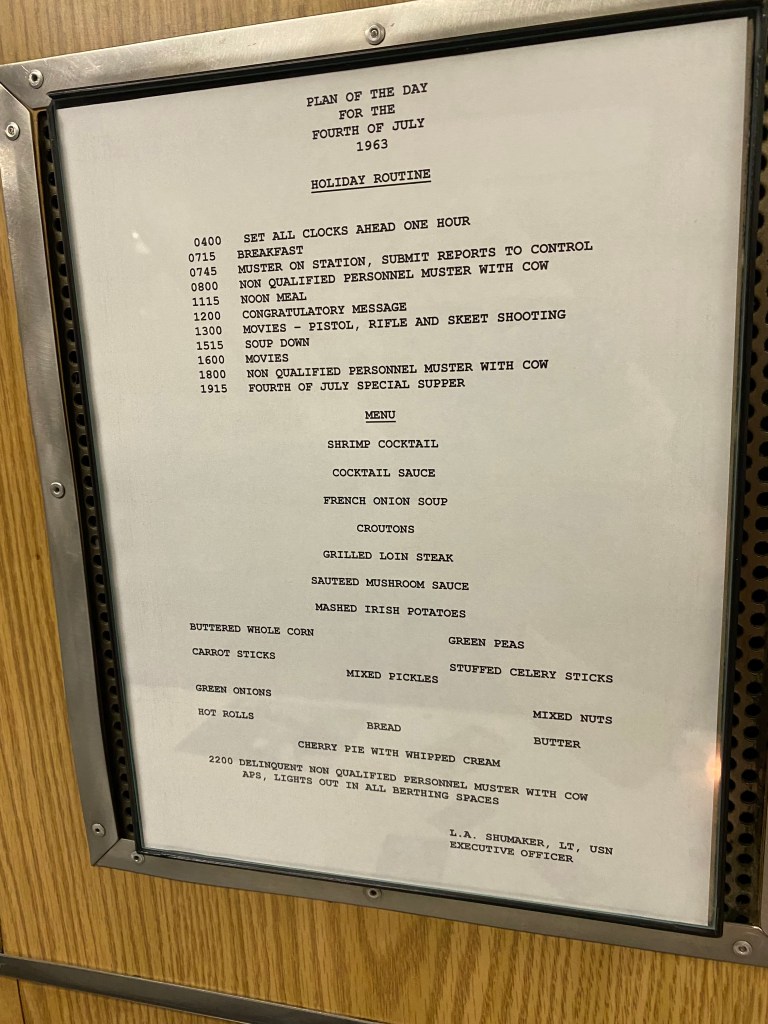 PLAN OF THE DAY
FOR THE
FOURTH OF JULY
1963
HOLIDAY ROUTINE
0400 SET ALL CLOCKS AHEAD ONE HOUR
0715 BREAKFAST
0745 MUSTER ON STATION, SUBMIT REPORTS TO CONTROL
0800 NON QUALIFIED PERSONNEL MUSTER WITH COW
1115 NOON MEAL
1200 CONGRATULATORY MESSAGE
1300 MOVIES - PISTOL, RIFLE AND SKEET SHOOTING
1515 SOUP DOWN
1600 MOVIES
1800 NON QUALIFIED PERSONNEL MUSTER WITH COW
1915 FOURTH OF JULY SPECIAL SUPPER
MENU
SHRIMP COCKTAIL
COCKTAIL SAUCE
FRENCH ONION SOUP
CROUTONS
GRILLED LOIN STEAK
SAUTEED MUSHROOM SAUCE
MASHED IRISH POTATOES
BUTTERED WHOLE CORN GREEN PEAS
CARROT STICKS STUFFED CELERY STICKS
MIXED PICKLES
GREEN ONIONS MIXED NUTS
HOT ROLLS BREAD BUTTER
CHERRY PIE WITH WHIPPED CREAM
2200 DELINQUENT NON QUALIFIED PERSONNEL MUSTER WITH COW
APS, LIGHTS OUT IN ALL BERTHING SPACES
L.A. SHUMAKER, LT, USN
EXECUTIVE OFFICER